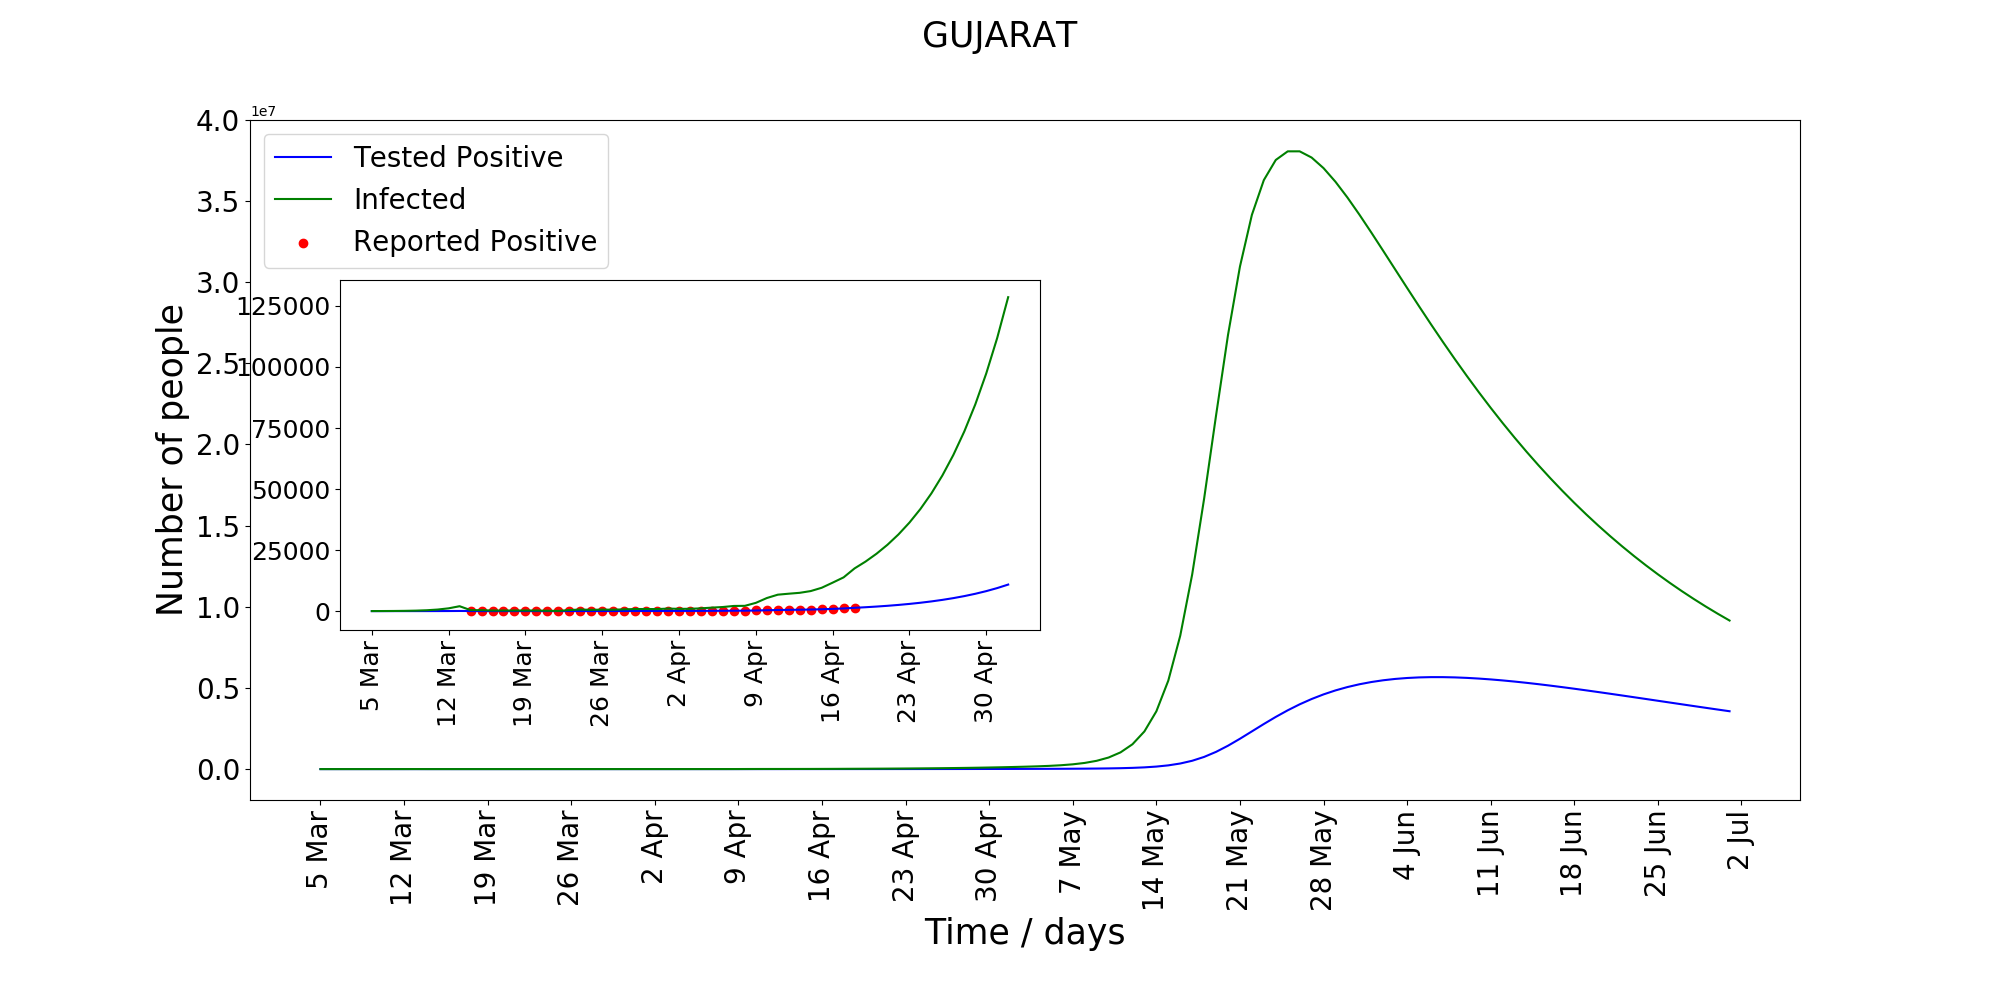 GUJARAT
1e7
4.0
3.5
3.0
2.5
2.0
1.5
1.0
0.5
0.0
Number of people
Tested Positive
Infected
Reported Positive
125000
100000
75000
50000
25000
0
5 Mar
12 Mar
19 Mar
26 Mar
2 Apr
9 Apr
16 Apr
23 Apr
30 Apr
5 Mar
12 Mar
19 Mar
26 Mar
2 Apr
9 Apr
16 Apr
23 Apr
30 Apr
7 May
14 May
21 May
28 May
4 Jun
11 Jun
18 Jun
25 Jun
2 Jul
Time / days